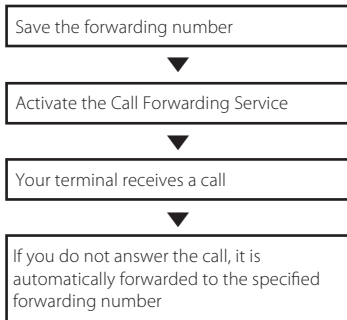 Save the forwarding number
Activate the Call Forwarding Service
Your terminal receives a call
If you do not answer the call, it is
automatically forwarded to the specified
forwarding number